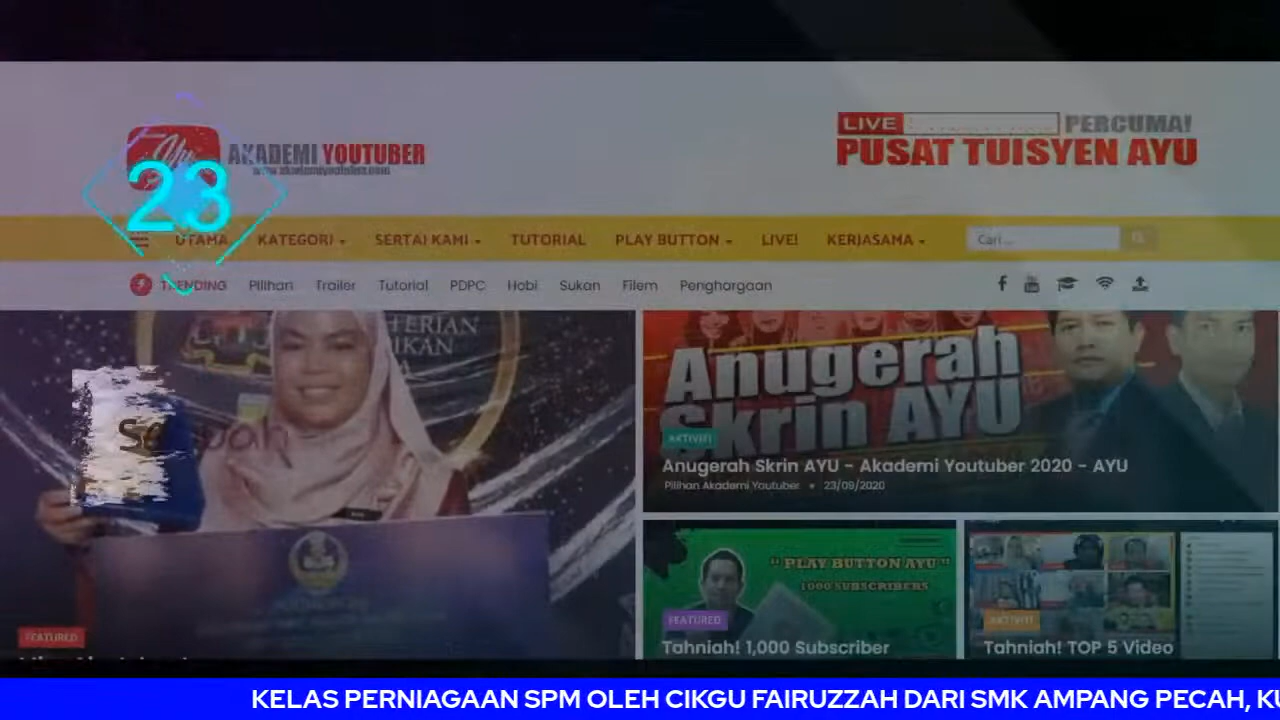 LIVE
PERCUMA!
PUSAT TUISYEN AYU
AKADEMI YOUTUBER
www.akademiyoutuber.com
23
UTAMA
KATEGORI
SERTAI KAMI
TUTORIAL
PLAY BUTTON
LIVE!
KERJASAMA
Cari ...
TRENDING
Pilihan
Trailer
Tutorial
PDPC
Hobi
Sukan
Filem
Penghargaan
Anugerah
Skrin AYU
AKTIVITI
Anugerah Skrin AYU - Akademi Youtuber 2020 - AYU
Pilihan Akademi Youtuber
23/09/2020
"PLAY BUTTON AYU"
1000 SUBSCRIBERS
FEATURED
Tahniah! 1,000 Subscriber
AKTIVITI
Tahniah! TOP 5 Video
FEATURED
KELAS PERNIAGAAN SPM OLEH CIKGU FAIRUZZAH DARI SMK AMPANG PECAH,